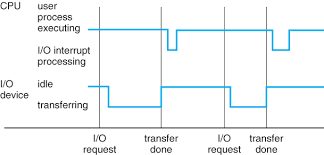 CPU
user
process
executing
I/O interrupt
processing
I/O
device
idle
transferring
I/O
request
transfer
done
I/O
request
transfer
done